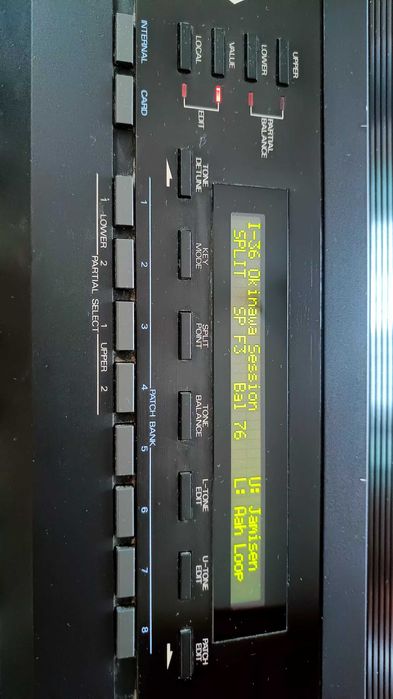 UPPER
LOWER
VALUE
LOCAL
PARTIAL BALANCE
EDIT
I-36 Okinawa Session U: Jamisen
SPLIT SP F3 Bal 76 L: Aah Loop
TONE DETUNE
KEY MODE
SPLIT POINT
TONE BALANCE
L-TONE EDIT
U-TONE EDIT
PATCH EDIT
PATCH BANK
INTERNAL CARD 1 2 3 4 5 6 7 8
1 LOWER 2 1 UPPER 2
PARTIAL SELECT